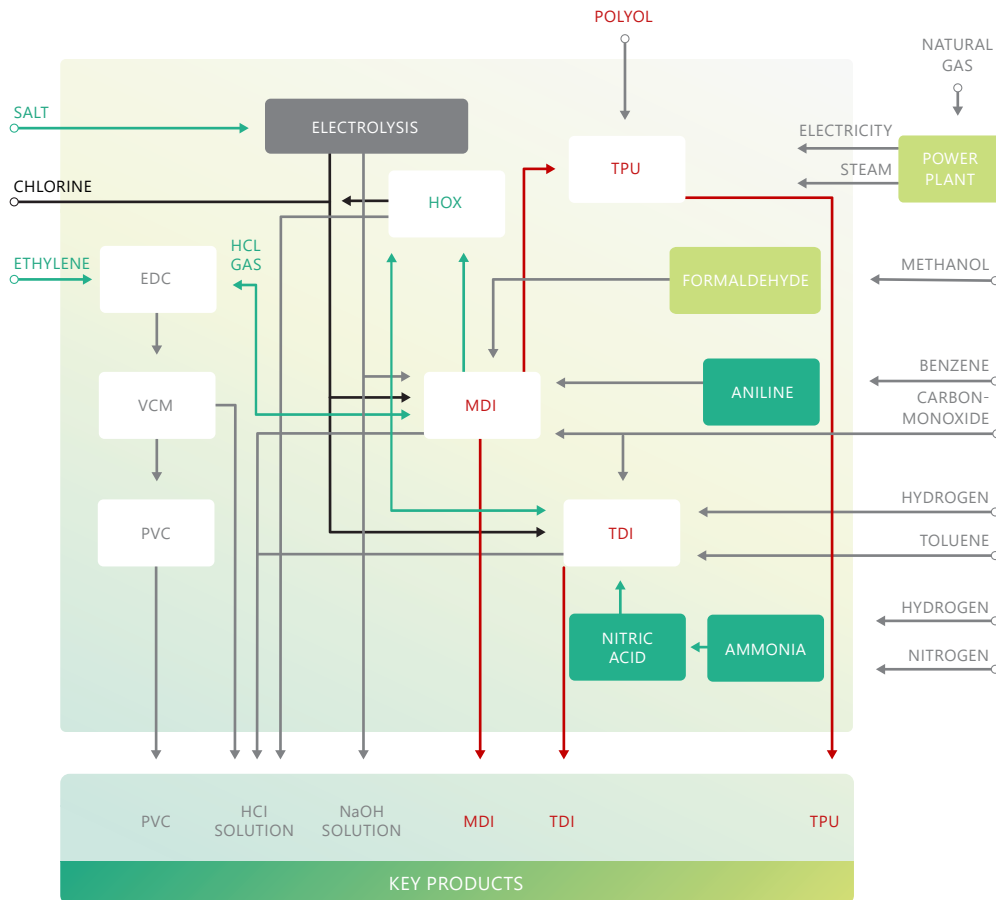 POLYOL
NATURAL
GAS
SALT
ELECTROLYSIS
ELECTRICITY
POWER
PLANT
STEAM
TPU
CHLORINE
HOX
HCL
GAS
ETHYLENE
EDC
FORMALDEHYDE
METHANOL
BENZENE
ANILINE
CARBON-
MONOXIDE
VCM
MDI
HYDROGEN
PVC
TDI
TOLUENE
HYDROGEN
NITRIC
ACID
AMMONIA
NITROGEN
PVC
HCl
SOLUTION
NaOH
SOLUTION
MDI
TDI
TPU
KEY PRODUCTS